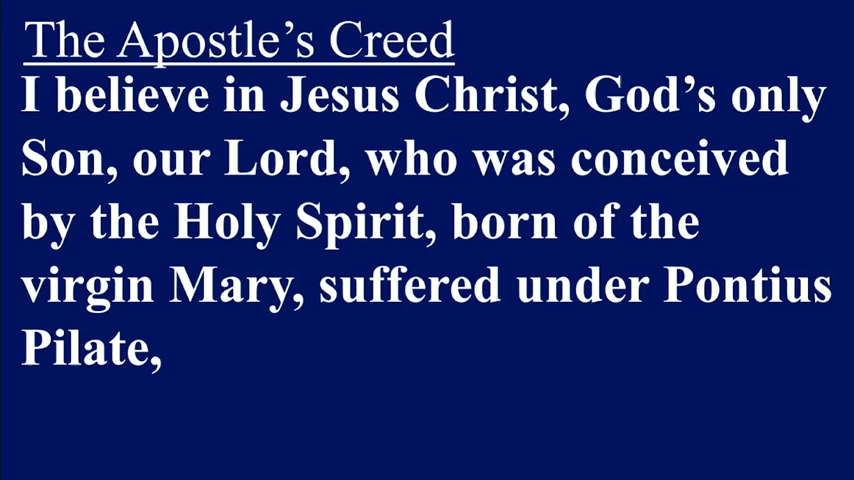 The Apostle’s Creed
I believe in Jesus Christ, God’s only
Son, our Lord, who was conceived
by the Holy Spirit, born of the
virgin Mary, suffered under Pontius
Pilate,